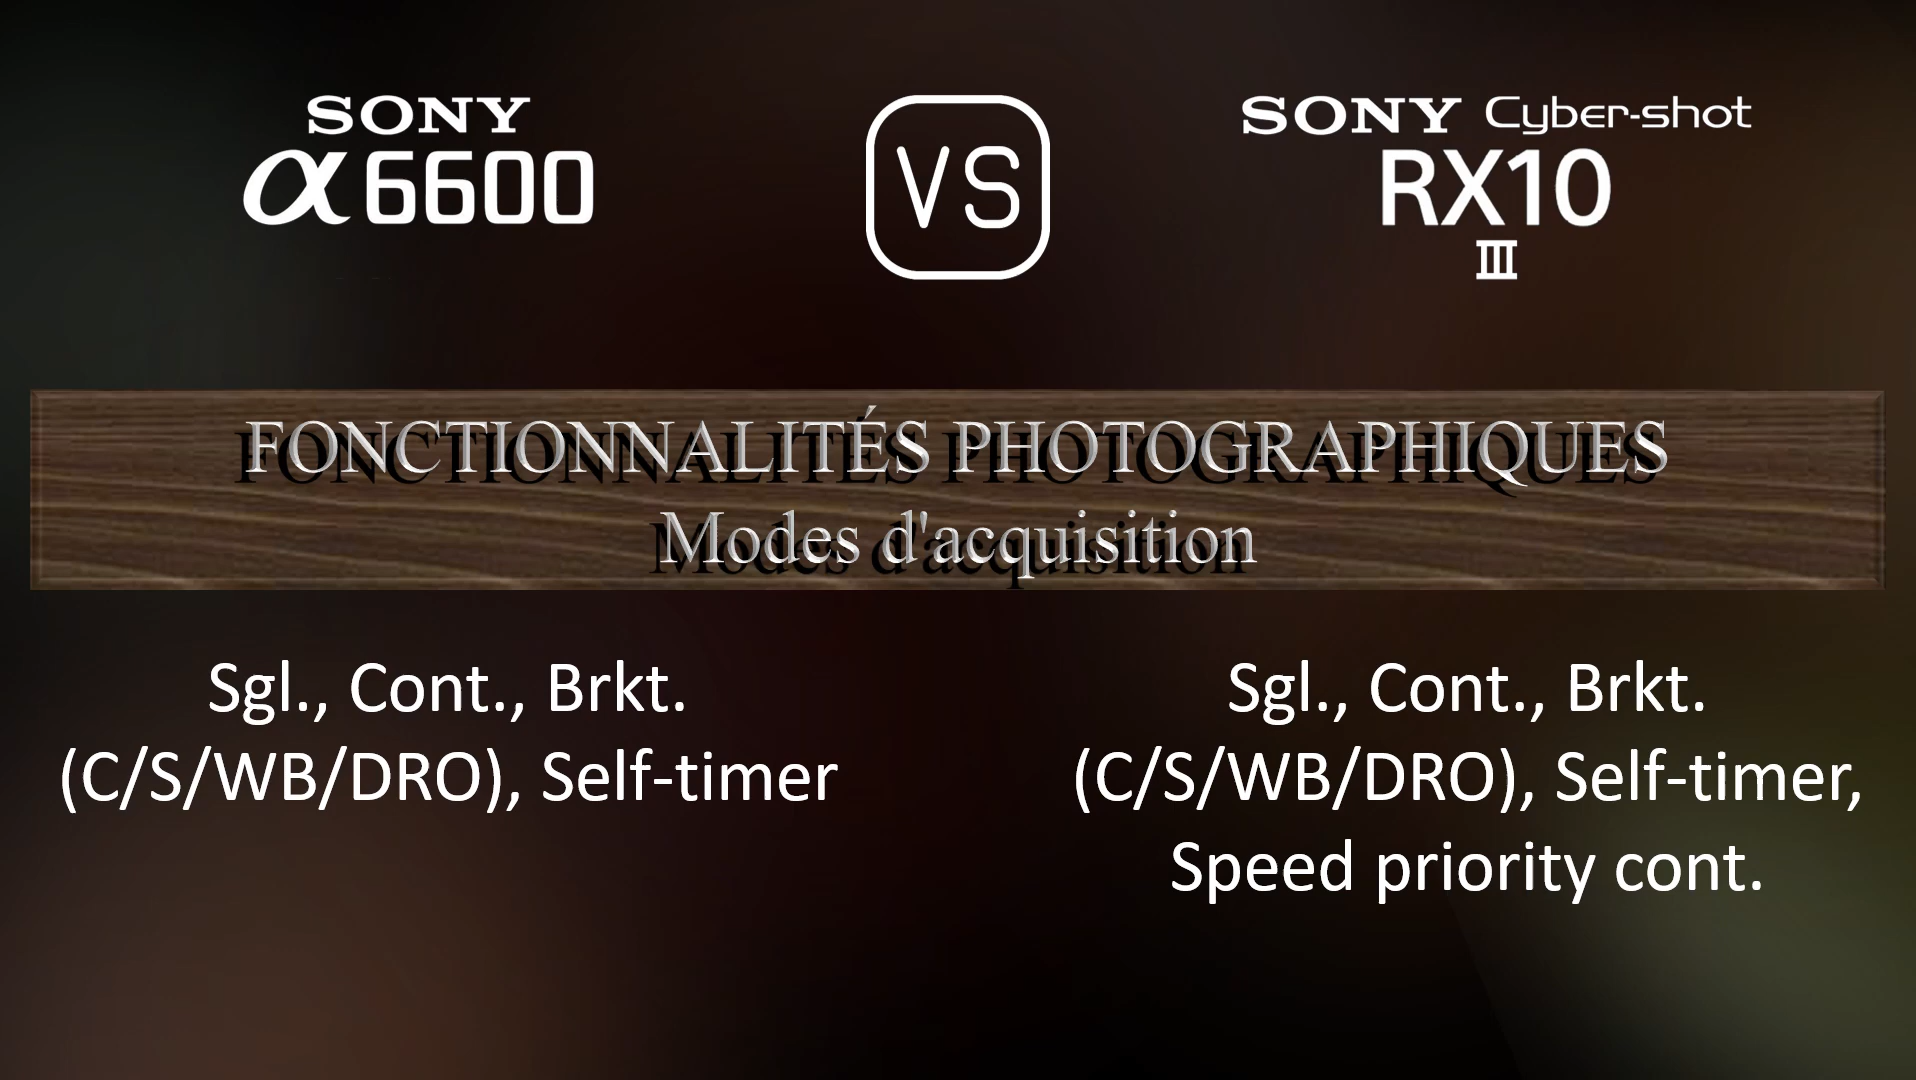 SONY
α6600
VS
SONY Cyber-shot
RX10
III
FONCTIONNALITÉS PHOTOGRAPHIQUES
Modes d'acquisition
Sgl., Cont., Brkt.
(C/S/WB/DRO), Self-timer
Sgl., Cont., Brkt.
(C/S/WB/DRO), Self-timer,
Speed priority cont.